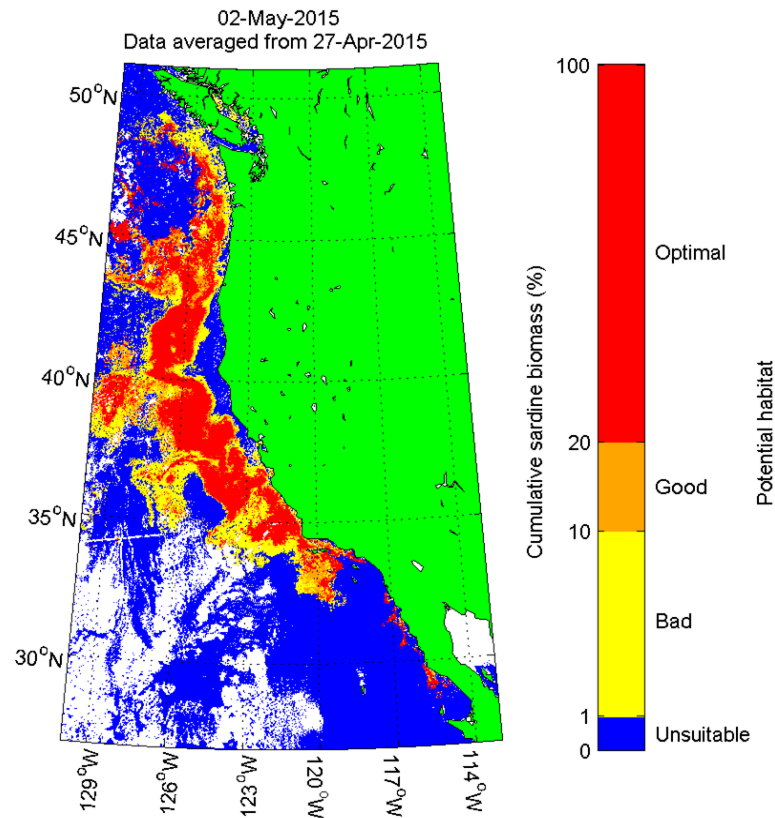 02-May-2015
Data averaged from 27-Apr-2015
50°N
45°N
40°N
35°N
30°N
129°W
126°W
123°W
120°W
117°W
114°W
100
20
10
1
0
Cumulative sardine biomass (%)
Optimal
Good
Bad
Unsuitable
Potential habitat